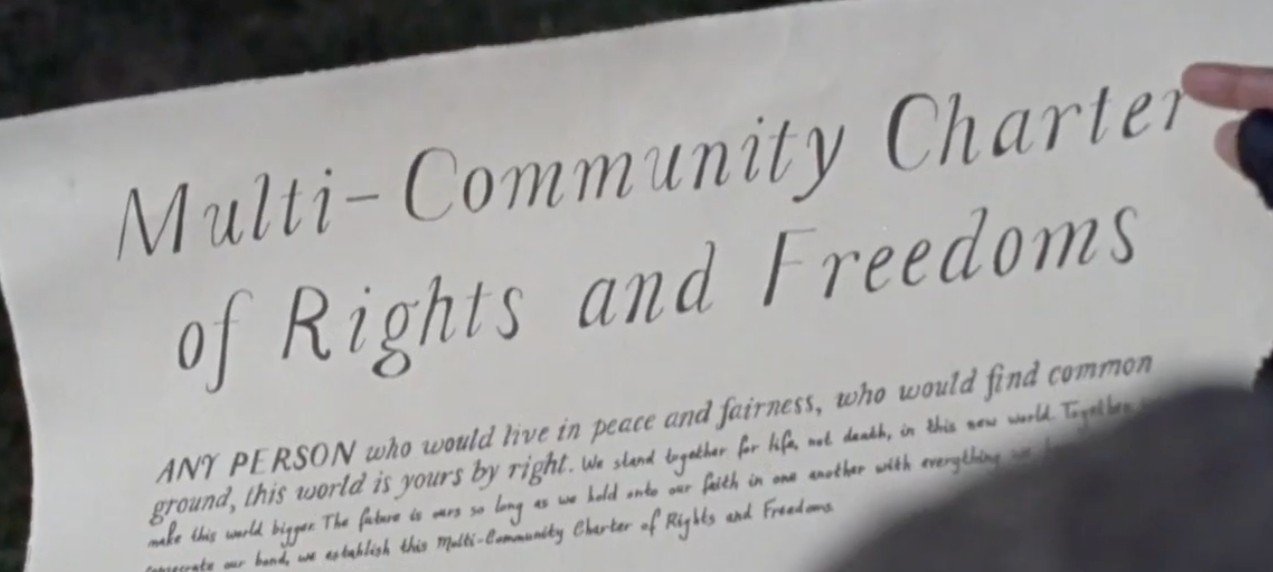 Multi-Community Charter
of Rights and Freedoms
ANY PERSON who would live in peace and fairness, who would find common
ground, this world is yours by right. We stand together for life, not death, in this new world. Together
make this world bigger. The future is ours so long as we hold onto our faith in one another with everything we
consecrate our bond, we establish this Multi-Community Charter of Rights and Freedoms